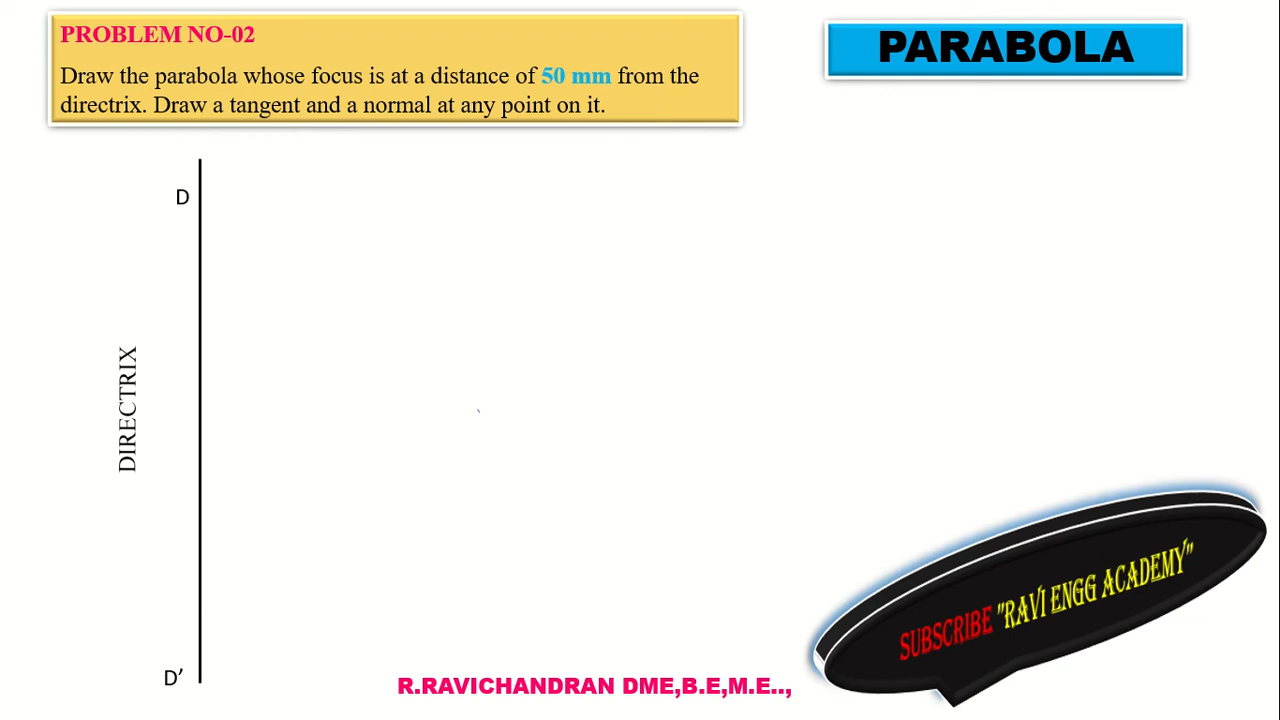 PROBLEM NO-02
Draw the parabola whose focus is at a distance of 50 mm from the
directrix. Draw a tangent and a normal at any point on it.
PARABOLA
D
DIRECTRIX
D’
SUBSCRIBE "RAVI ENGG ACADEMY"
R.RAVICHANDRAN DME,B.E,M.E..,